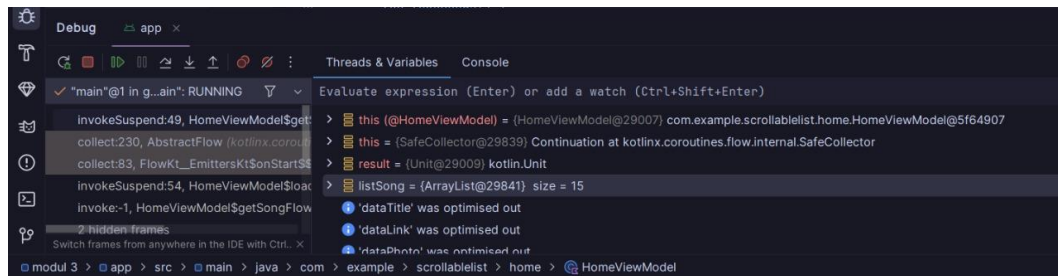 Debug app
Threads & Variables Console
"main"@1 in g...ain": RUNNING
Evaluate expression (Enter) or add a watch (Ctrl+Shift+Enter)
invokeSuspend:49, HomeViewModel$get
collect:230, AbstractFlow (kotlinx.corouti
collect:83, FlowKt__EmittersKt$onStart$$
invokeSuspend:54, HomeViewModel$load
invoke:-1, HomeViewModel$getSongFlow
2 hidden frames
Switch frames from anywhere in the IDE with Ctrl..
this (@HomeViewModel) = {HomeViewModel@29007} com.example.scrollablelist.home.HomeViewModel@5f64907
this = {SafeCollector@29839} Continuation at kotlinx.coroutines.flow.internal.SafeCollector
result = {Unit@29009} kotlin.Unit
listSong = {ArrayList@29841} size = 15
'dataTitle' was optimised out
'dataLink' was optimised out
'dataPhoto' was optimised out
modul 3 > app > src > main > java > com > example > scrollablelist > home > HomeViewModel